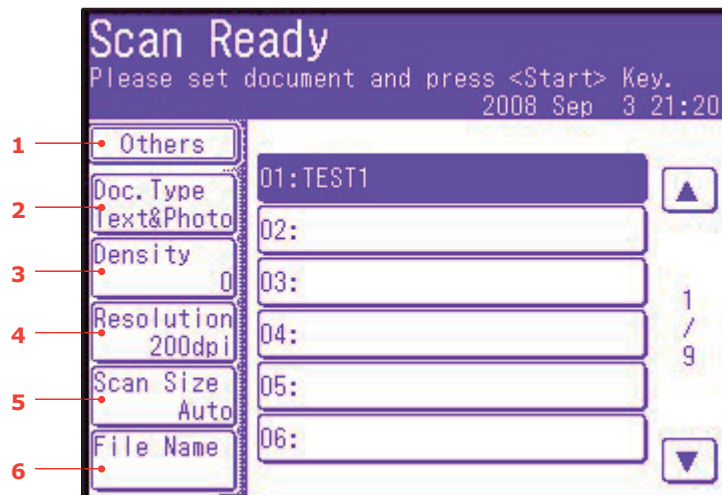 Scan Ready
Please set document and press <Start> Key.
2008 Sep 3 21:20
1
Others
2
Doc.Type
Text&Photo
3
Density
0
4
Resolution
200dpi
5
Scan Size
Auto
6
File Name
01:TEST1
02:
03:
04:
05:
06:
1
/
9